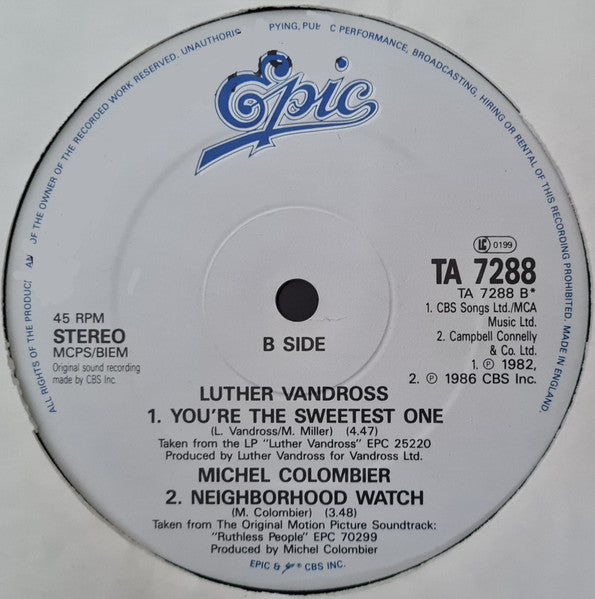 ALL RIGHTS OF THE PRODUC AND OF THE OWNER OF THE RECORDED WORK RESERVED. UNAUTHORIS PYING, PUB C PERFORMANCE, BROADCASTING, HIRING OR RENTAL OF THIS RECORDING PROHIBITED. MADE IN ENGLAND
Epic
LC 0199
TA 7288
TA 7288 B*
1. CBS Songs Ltd./MCA
Music Ltd.
2. Campbell Connelly
& Co. Ltd.
1. ℗ 1982,
2. ℗ 1986 CBS Inc.
45 RPM
STEREO
MCPS/BIEM
Original sound recording
made by CBS Inc.
B SIDE
LUTHER VANDROSS
1. YOU'RE THE SWEETEST ONE
(L. Vandross/M. Miller) (4.47)
Taken from the LP "Luther Vandross" EPC 25220
Produced by Luther Vandross for Vandross Ltd.
MICHEL COLOMBIER
2. NEIGHBORHOOD WATCH
(M. Colombier) (3.48)
Taken from The Original Motion Picture Soundtrack:
"Ruthless People" EPC 70299
Produced by Michel Colombier
EPIC & ® CBS INC.